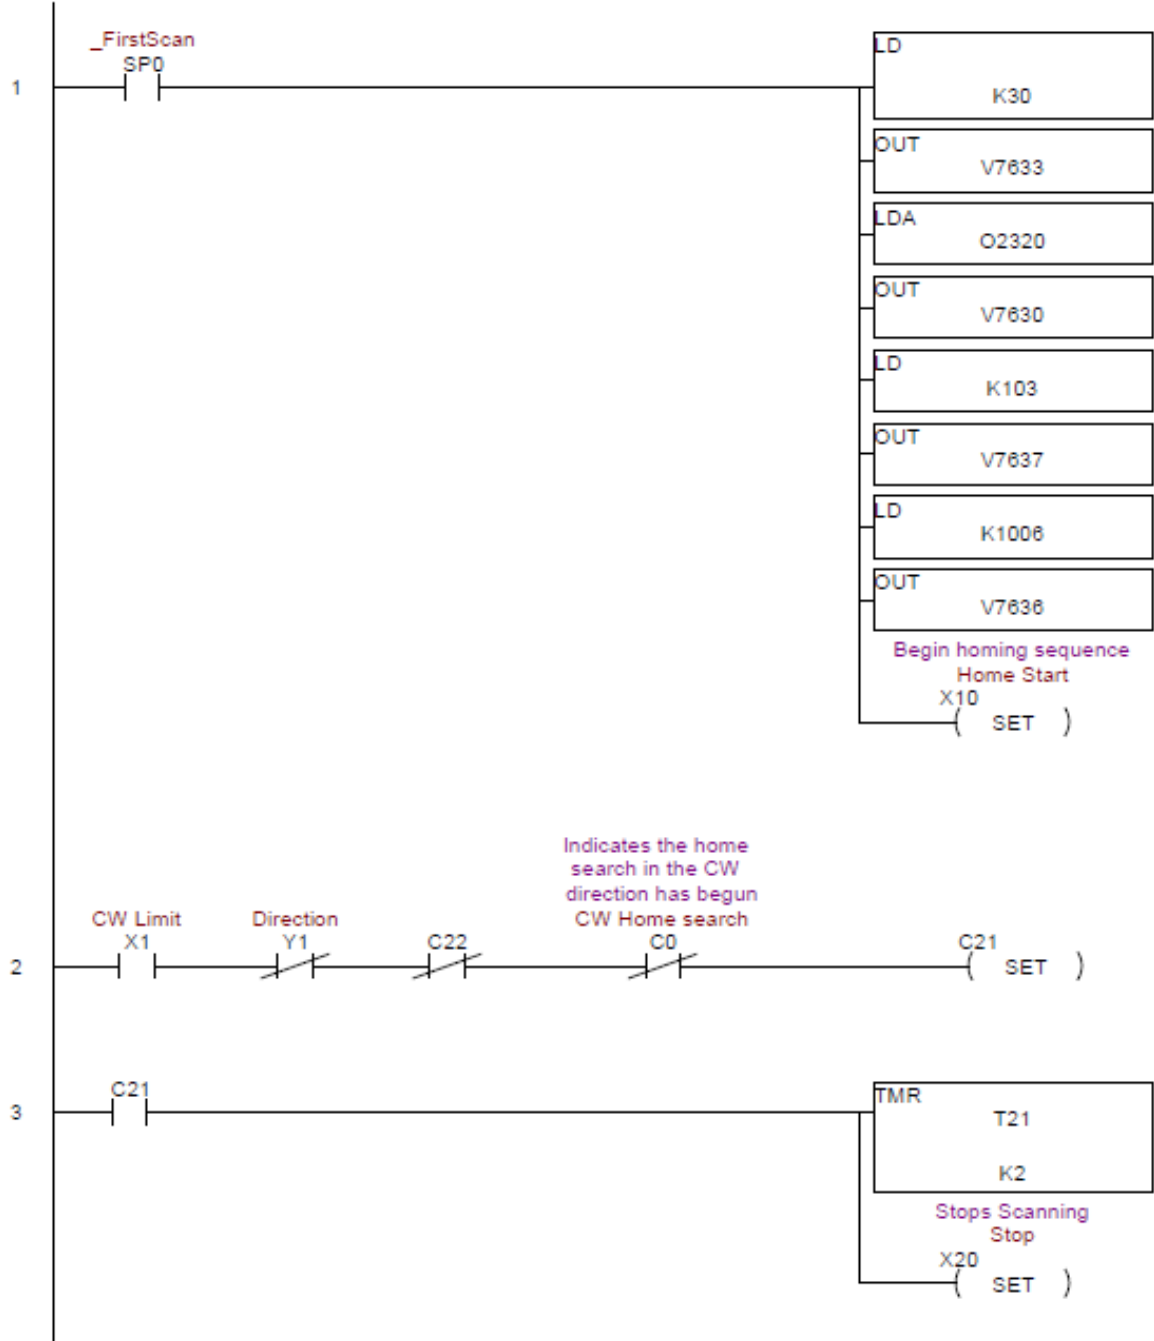 _FirstScan
SP0
1
LD
K30
OUT
V7633
LDA
O2320
OUT
V7630
LD
K103
OUT
V7637
LD
K1006
OUT
V7636
Begin homing sequence
Home Start
X10
( SET )
Indicates the home
search in the CW
direction has begun
CW Limit
Direction
CW Home search
X1
Y1
C22
C0
C21
2
( SET )
C21
3
TMR
T21
K2
Stops Scanning
Stop
X20
( SET )